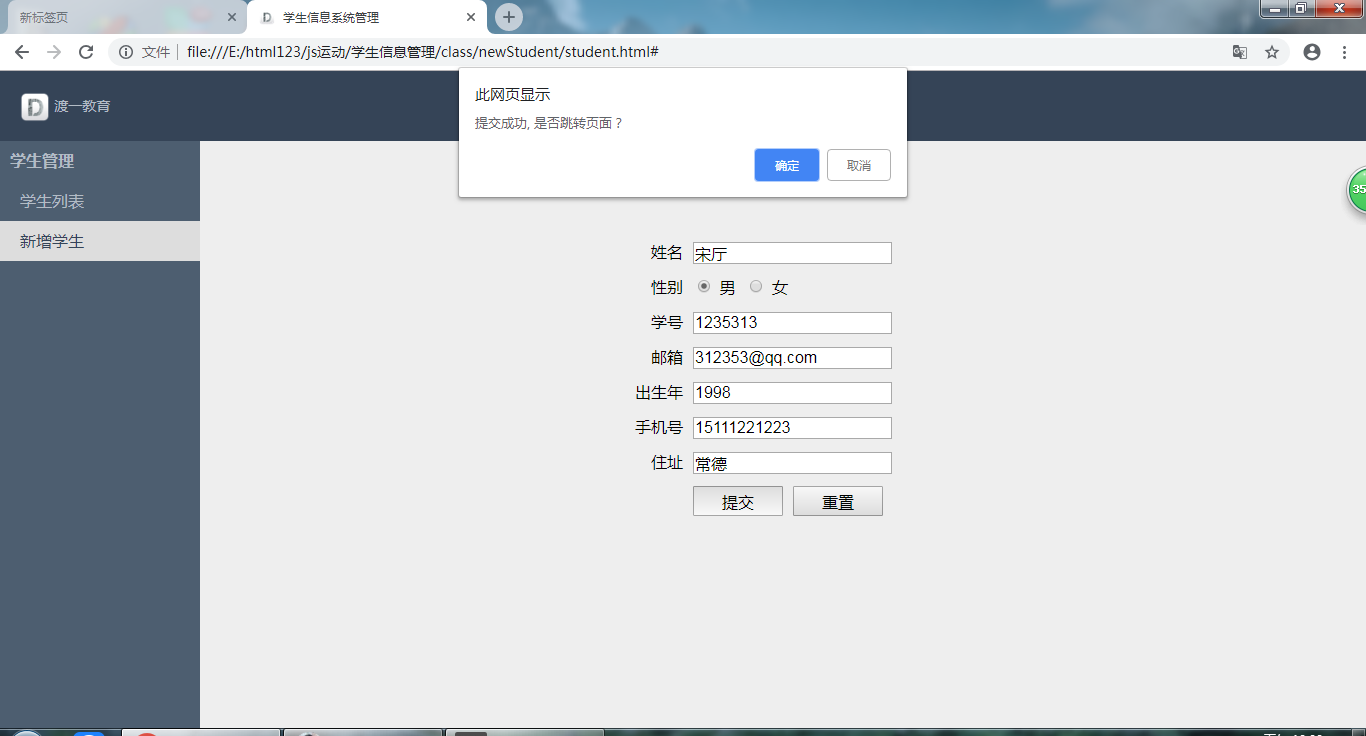 新标签页
学生信息系统管理
文件 file:///E:/html123/js运动/学生信息管理/class/newStudent/student.html#
渡一教育
此网页显示
提交成功, 是否跳转页面？
确定 取消
学生管理
学生列表
新增学生
35
姓名 宋厅
性别 男 女
学号 1235313
邮箱 312353@qq.com
出生年 1998
手机号 15111221223
住址 常德
提交 重置